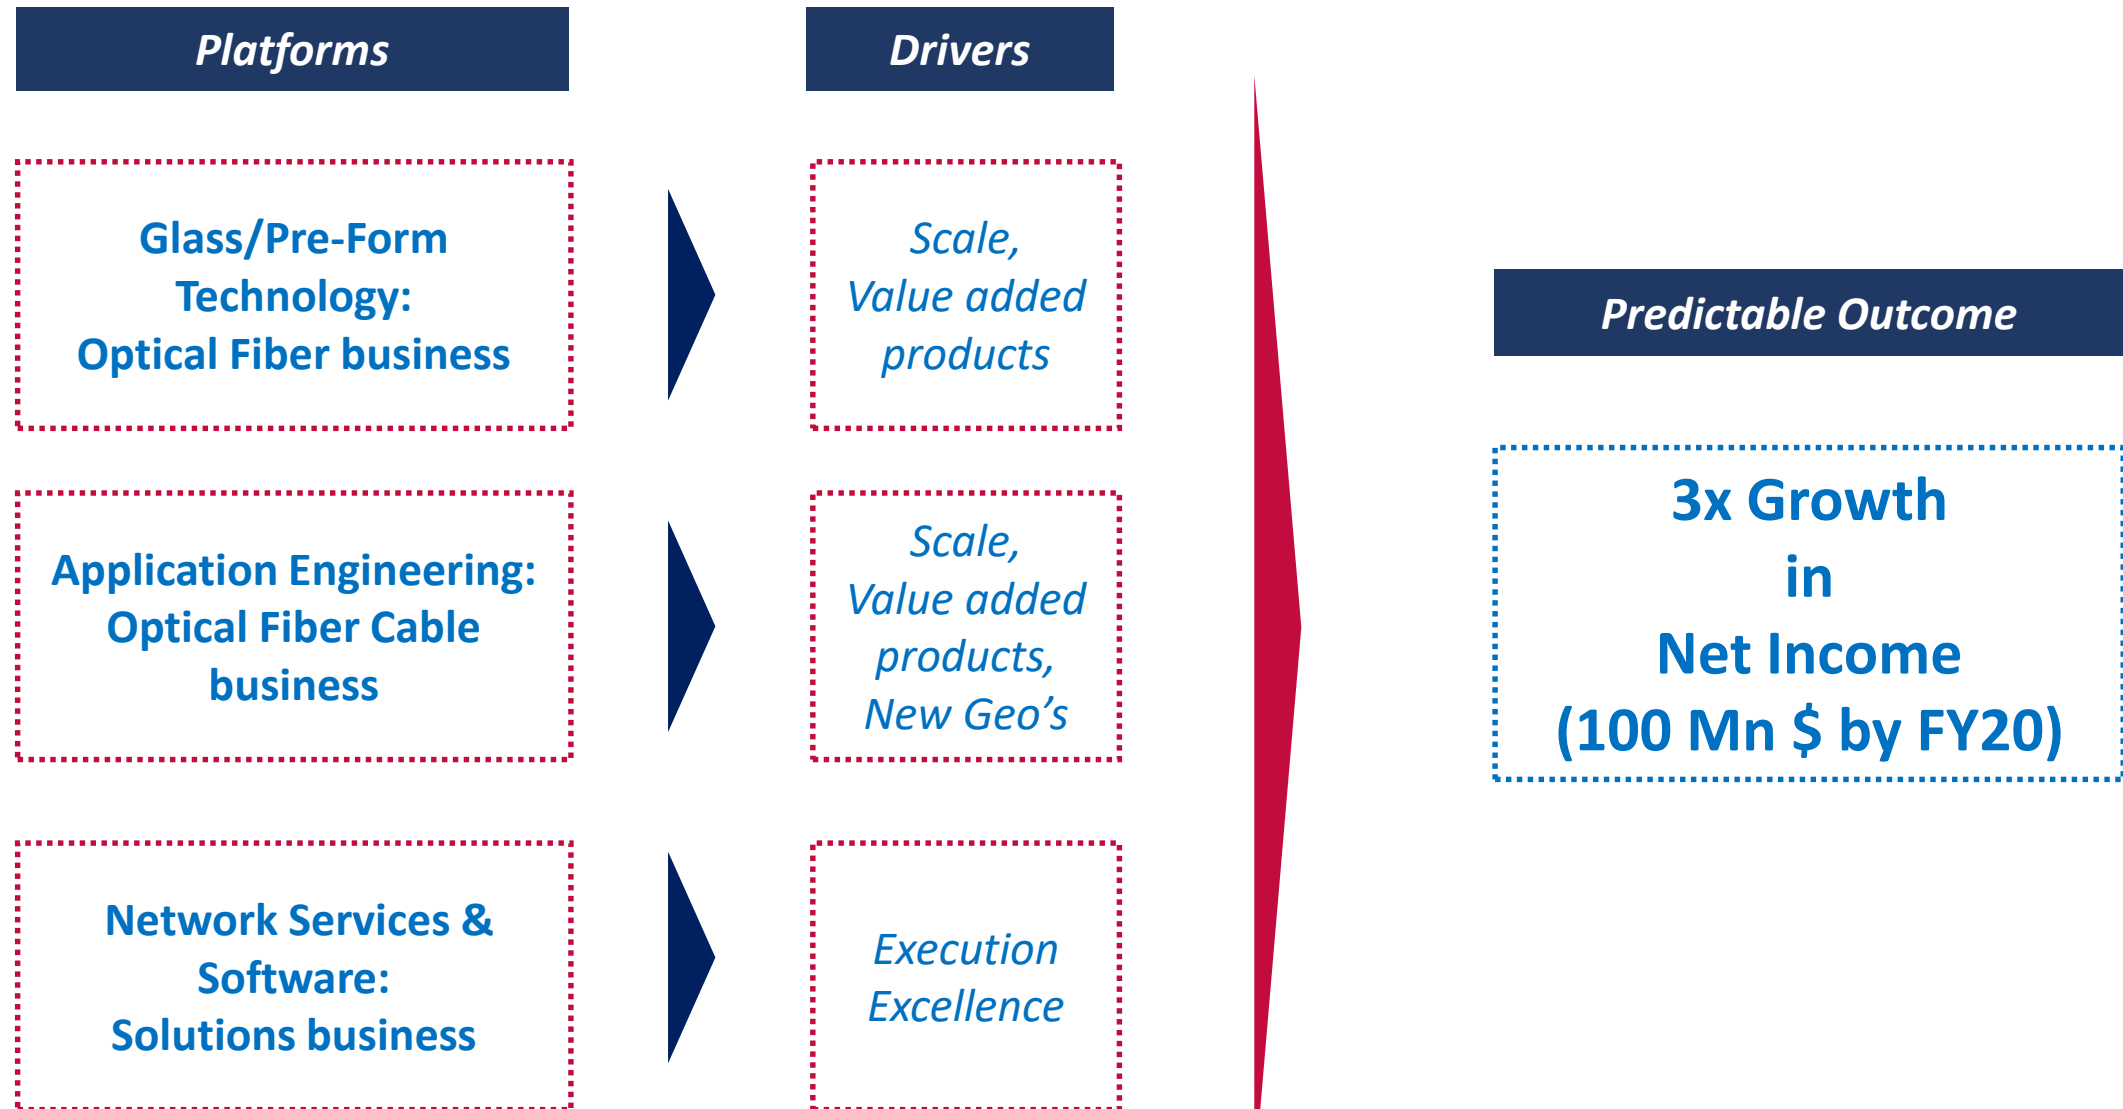 Platforms
Drivers
Glass/Pre-Form
Technology:
Optical Fiber business
Scale,
Value added
products
Application Engineering:
Optical Fiber Cable
business
Scale,
Value added
products,
New Geo’s
Network Services &
Software:
Solutions business
Execution
Excellence
Predictable Outcome
3x Growth
in
Net Income
(100 Mn $ by FY20)